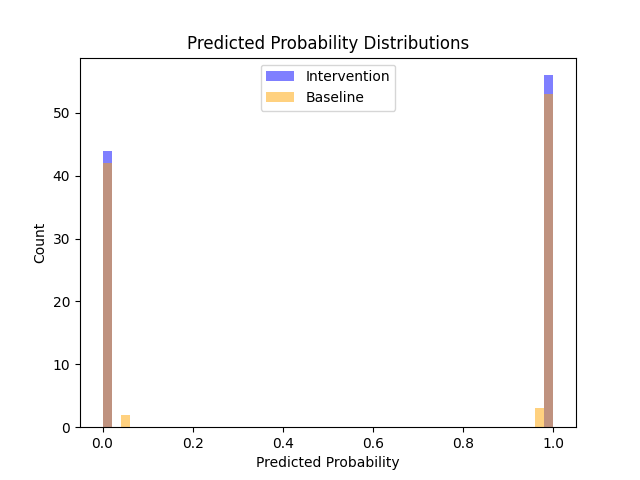 Predicted Probability Distributions
Intervention
Baseline
Count
50
40
30
20
10
0
0.0 0.2 0.4 0.6 0.8 1.0
Predicted Probability